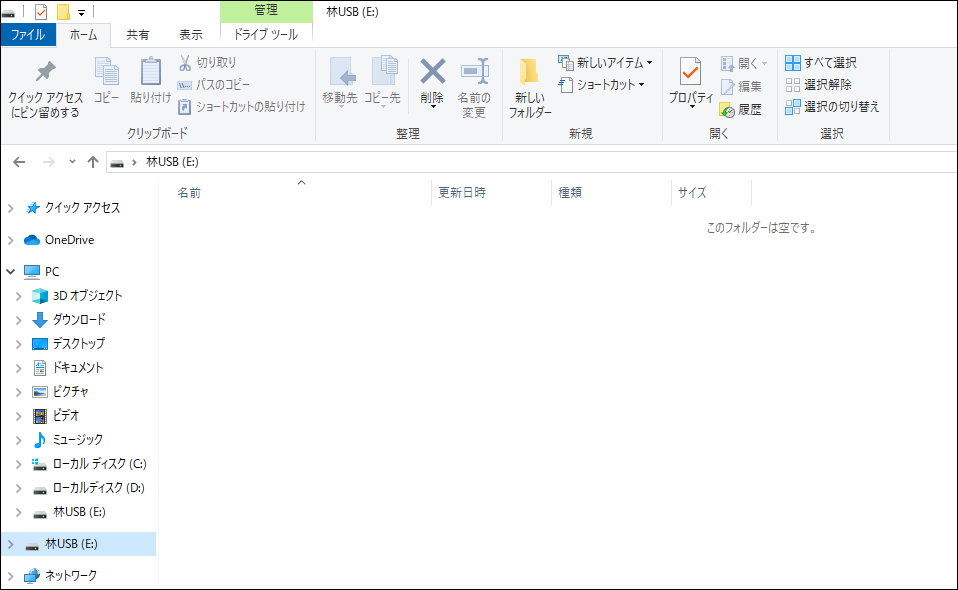 管理
林USB (E:)
ファイル
ホーム
共有
表示
ドライブ ツール
クイック アクセス
にピン留めする
コピー
貼り付け
切り取り
パスのコピー
ショートカットの貼り付け
クリップボード
移動先
コピー先
削除
名前の
変更
整理
新しい
フォルダー
新しいアイテム
ショートカット
新規
プロパティ
開く
編集
履歴
開く
すべて選択
選択解除
選択の切り替え
選択
林USB (E:)
名前
更新日時
種類
サイズ
このフォルダーは空です。
クイック アクセス
OneDrive
PC
3D オブジェクト
ダウンロード
デスクトップ
ドキュメント
ピクチャ
ビデオ
ミュージック
ローカル ディスク (C:)
ローカルディスク (D:)
林USB (E:)
林USB (E:)
ネットワーク